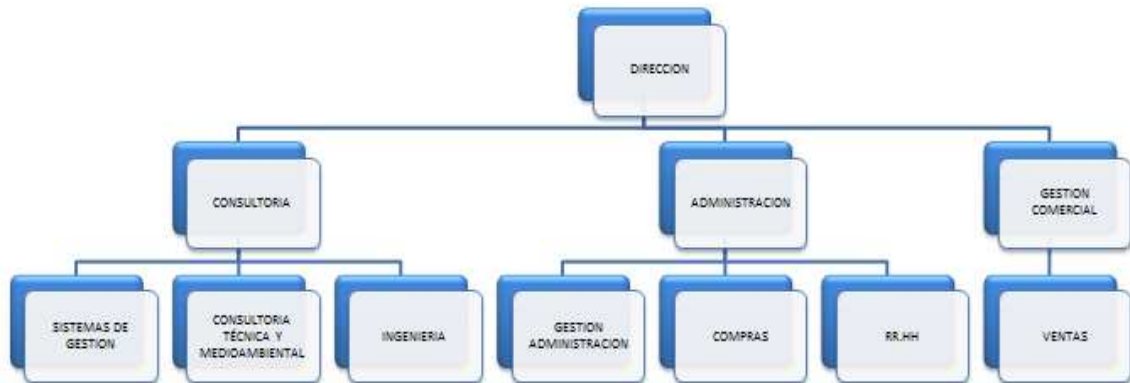 DIRECCION
CONSULTORIA
ADMINISTRACION
GESTION
COMERCIAL
SISTEMAS DE
GESTION
CONSULTORIA
TÉCNICA Y
MEDIOAMBIENTAL
INGENIERIA
GESTION
ADMINISTRACION
COMPRAS
RR.HH
VENTAS